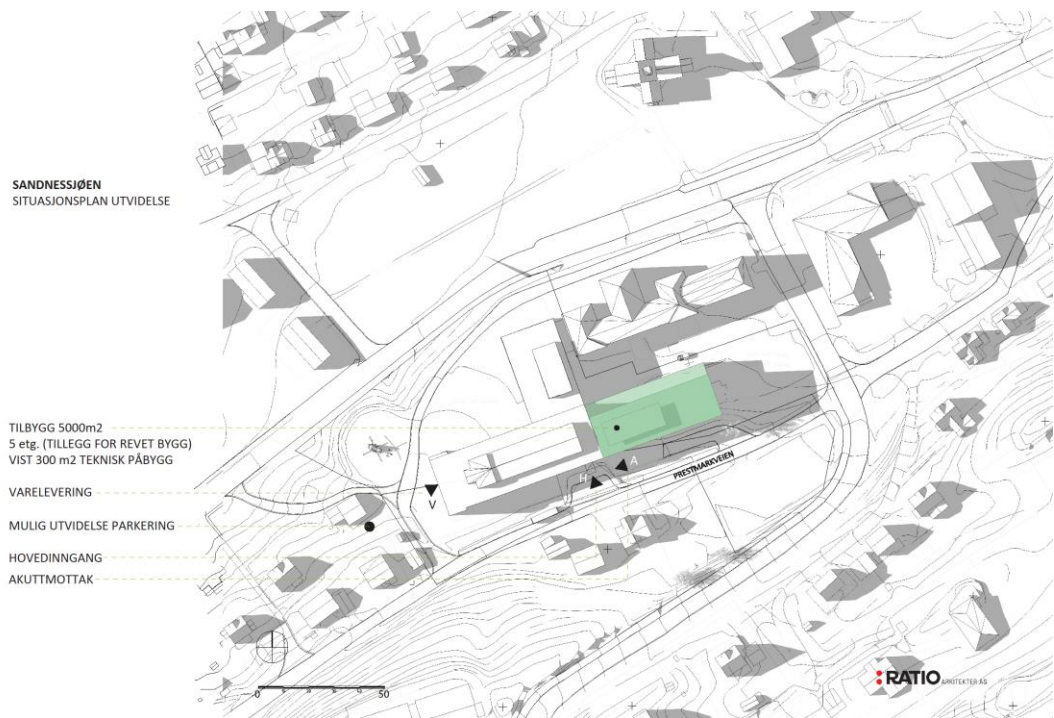 SANDNESSJØEN
SITUASJONSPLAN UTVIDELSE
TILBYGG 5000m2
5 etg. (TILLEGG FOR REVET BYGG)
VIST 300 m2 TEKNISK PÅBYGG
VARELEVERING
MULIG UTVIDELSE PARKERING
HOVEDINNGANG
AKUTTMOTTAK
V
H
A
PRESTMARKVEIEN
0
50
RATIO ARKITEKTER AS